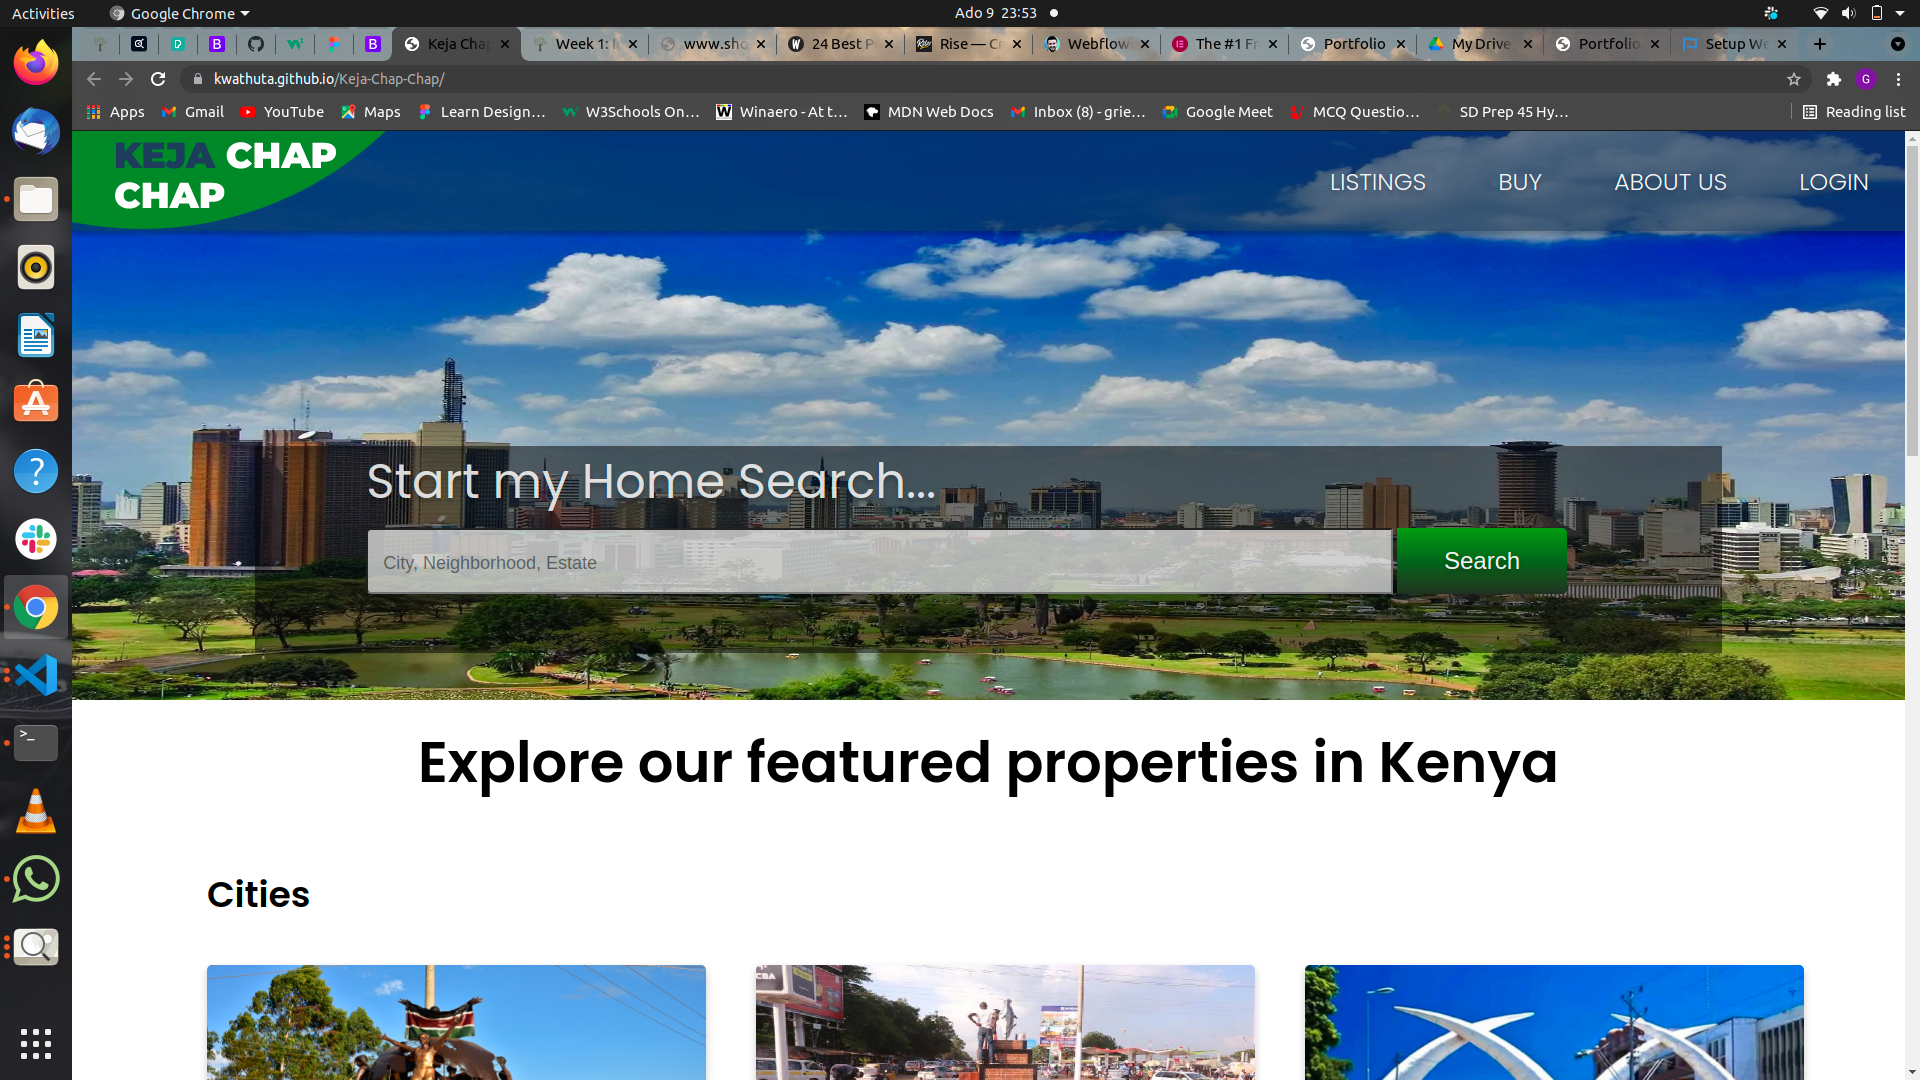 Activities
Google Chrome
Ado 9 23:53
Keja Chap
Week 1: I
www.sho
24 Best P
Rise — Cr
Webflow
The #1 Fr
Portfolio
My Drive
Portfolio
Setup We
kwathuta.github.io/Keja-Chap-Chap/
G
Apps
Gmail
YouTube
Maps
Learn Design...
W3Schools On...
Winaero - At t...
MDN Web Docs
Inbox (8) - grie...
Google Meet
MCQ Questio...
SD Prep 45 Hy...
Reading list
KEJA CHAP
CHAP
LISTINGS
BUY
ABOUT US
LOGIN
Start my Home Search...
City, Neighborhood, Estate
Search
Explore our featured properties in Kenya
Cities
CBA